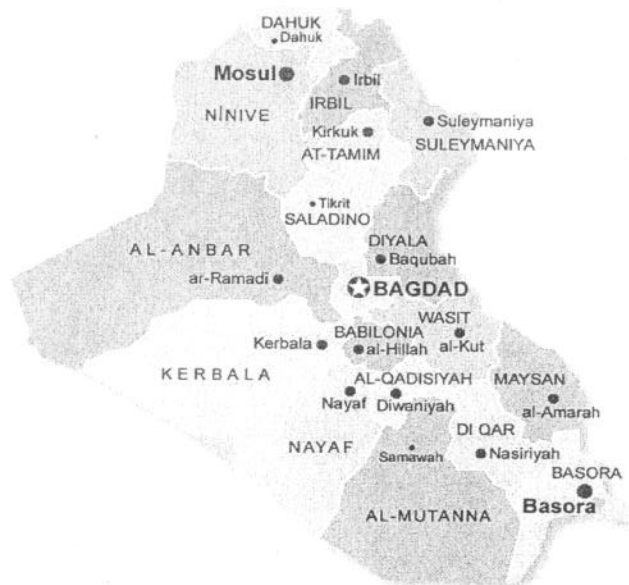 DAHUK
Dahuk
Mosul
Irbil
NÍNIVE
IRBIL
Kirkuk
Suleymaniya
AT-TAMIM
SULEYMANIYA
Tikrit
SALADINO
AL-ANBAR
DIYALA
Baqubah
ar-Ramadi
BAGDAD
WASIT
Kerbala
BABILONIA
al-Kut
al-Hillah
KERBALA
AL-QADISIYAH
MAYSAN
Nayaf
Diwaniyah
al-Amarah
DI QAR
NAYAF
Samawah
Nasiriyah
BASORA
Basora
AL-MUTANNA